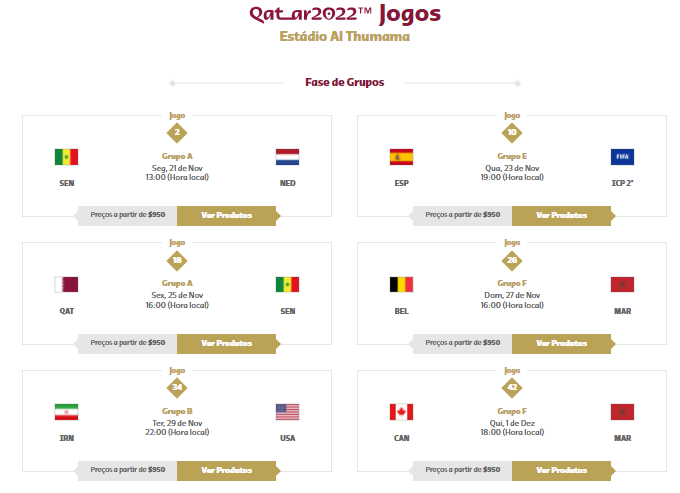 Qatar2022™ Jogos
Estádio Al Thumama
Fase de Grupos
Jogo
2
Grupo A
Seg, 21 de Nov
13:00 (Hora local)
SEN
NED
Preços a partir de $950
Ver Produtos
Jogo
10
Grupo E
Qua, 23 de Nov
19:00 (Hora local)
ESP
FIFA
ICP 2*
Preços a partir de $950
Ver Produtos
Jogo
18
Grupo A
Sex, 25 de Nov
16:00 (Hora local)
QAT
SEN
Preços a partir de $950
Ver Produtos
Jogo
26
Grupo F
Dom, 27 de Nov
16:00 (Hora local)
BEL
MAR
Preços a partir de $950
Ver Produtos
Jogo
34
Grupo B
Ter, 29 de Nov
22:00 (Hora local)
IRN
USA
Preços a partir de $950
Ver Produtos
Jogo
42
Grupo F
Qui, 1 de Dez
18:00 (Hora local)
CAN
MAR
Preços a partir de $950
Ver Produtos